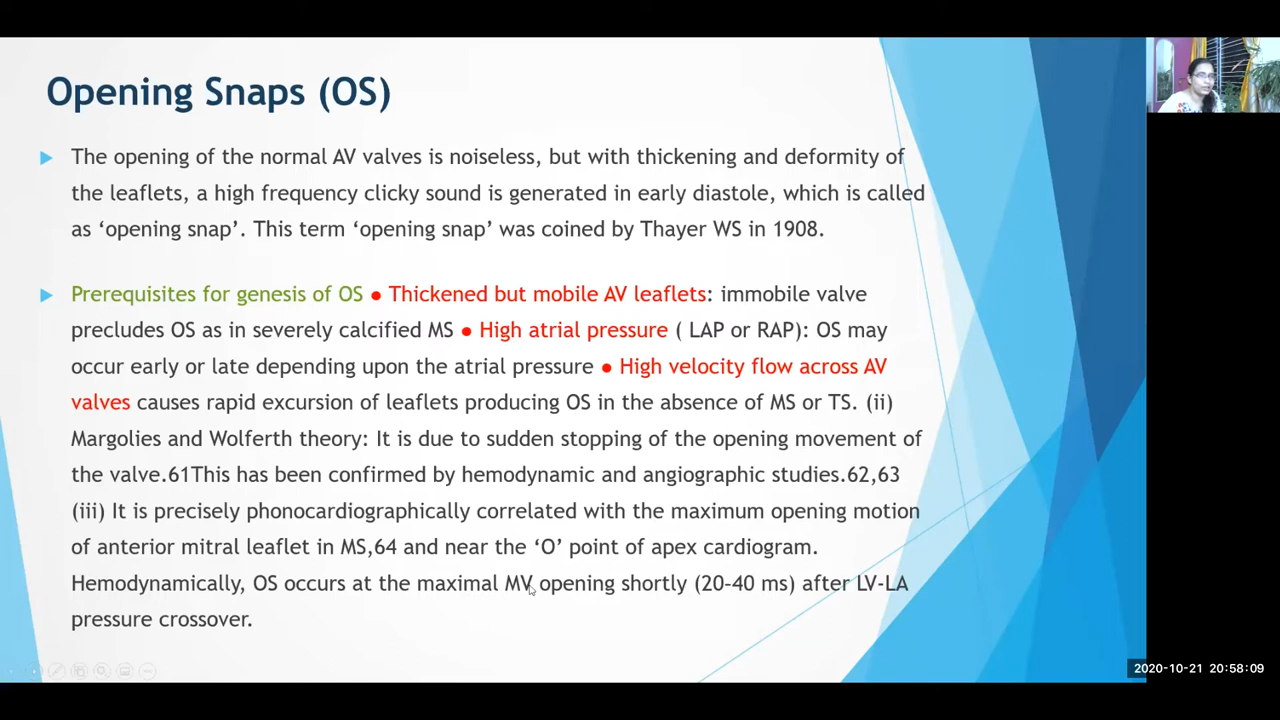 Opening Snaps (OS)
The opening of the normal AV valves is noiseless, but with thickening and deformity of
the leaflets, a high frequency clicky sound is generated in early diastole, which is called
as ‘opening snap’. This term ‘opening snap’ was coined by Thayer WS in 1908.
Prerequisites for genesis of OS ● Thickened but mobile AV leaflets: immobile valve
precludes OS as in severely calcified MS ● High atrial pressure ( LAP or RAP): OS may
occur early or late depending upon the atrial pressure ● High velocity flow across AV
valves causes rapid excursion of leaflets producing OS in the absence of MS or TS. (ii)
Margolies and Wolferth theory: It is due to sudden stopping of the opening movement of
the valve.61This has been confirmed by hemodynamic and angiographic studies.62,63
(iii) It is precisely phonocardiographically correlated with the maximum opening motion
of anterior mitral leaflet in MS,64 and near the ‘O’ point of apex cardiogram.
Hemodynamically, OS occurs at the maximal MV opening shortly (20-40 ms) after LV-LA
pressure crossover.
2020-10-21 20:58:09